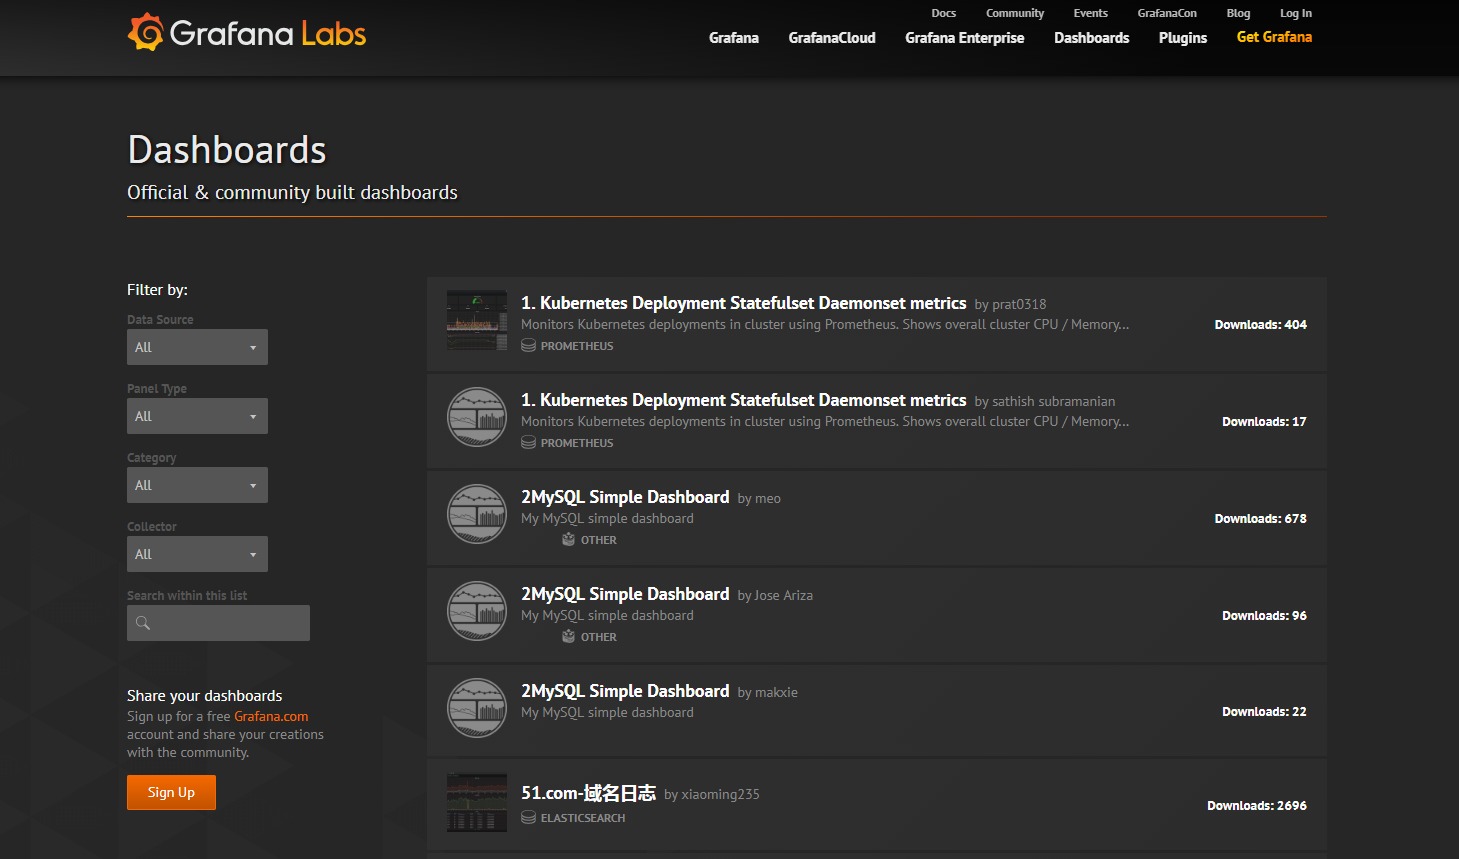 Docs Community Events GrafanaCon Blog Log In
Grafana Labs
Grafana GrafanaCloud Grafana Enterprise Dashboards Plugins Get Grafana
Dashboards
Official & community built dashboards
Filter by:
Data Source
All
Panel Type
All
Category
All
Collector
All
Search within this list
Share your dashboards
Sign up for a free Grafana.com
account and share your creations
with the community.
Sign Up
1. Kubernetes Deployment Statefulset Daemonset metrics by prat0318
Monitors Kubernetes deployments in cluster using Prometheus. Shows overall cluster CPU / Memory...
PROMETHEUS
Downloads: 404
1. Kubernetes Deployment Statefulset Daemonset metrics by sathish subramanian
Monitors Kubernetes deployments in cluster using Prometheus. Shows overall cluster CPU / Memory...
PROMETHEUS
Downloads: 17
2MySQL Simple Dashboard by meo
My MySQL simple dashboard
OTHER
Downloads: 678
2MySQL Simple Dashboard by Jose Ariza
My MySQL simple dashboard
OTHER
Downloads: 96
2MySQL Simple Dashboard by makxie
My MySQL simple dashboard
Downloads: 22
51.com-域名日志 by xiaoming235
ELASTICSEARCH
Downloads: 2696